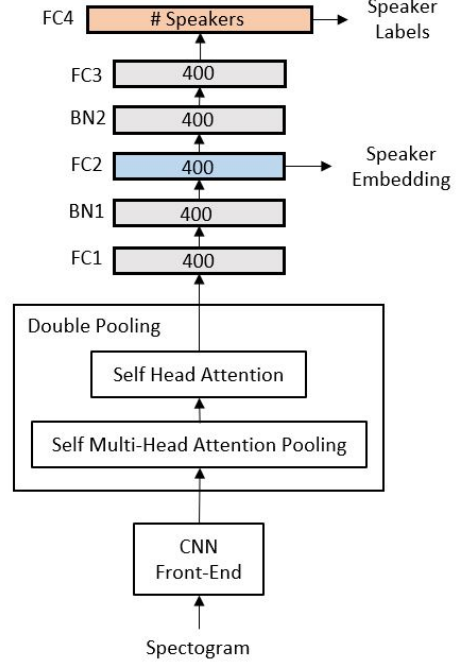 Speaker
Labels
FC4
# Speakers
FC3
400
BN2
400
FC2
400
Speaker
Embedding
BN1
400
FC1
400
Double Pooling
Self Head Attention
Self Multi-Head Attention Pooling
CNN
Front-End
Spectogram